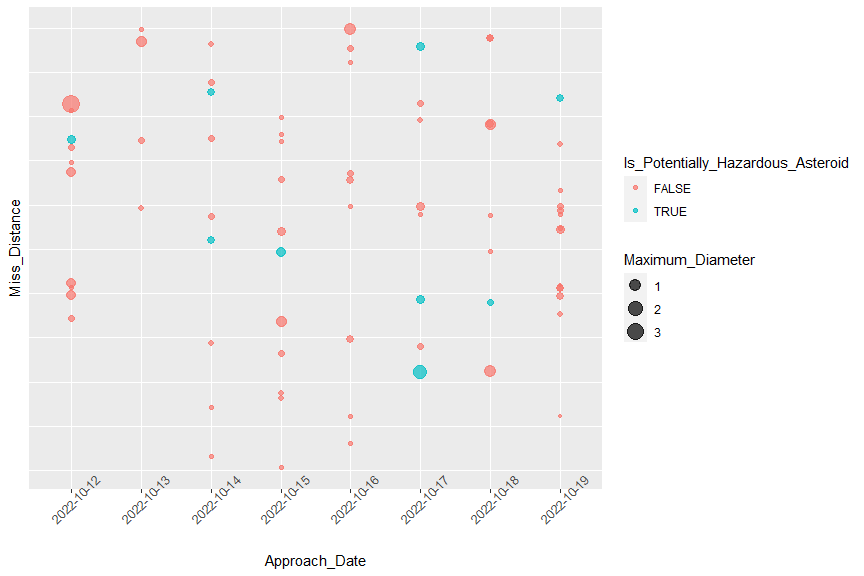 Miss_Distance
2022-10-12
2022-10-13
2022-10-14
2022-10-15
2022-10-16
2022-10-17
2022-10-18
2022-10-19
Approach_Date
Is_Potentially_Hazardous_Asteroid
FALSE
TRUE
Maximum_Diameter
1
2
3